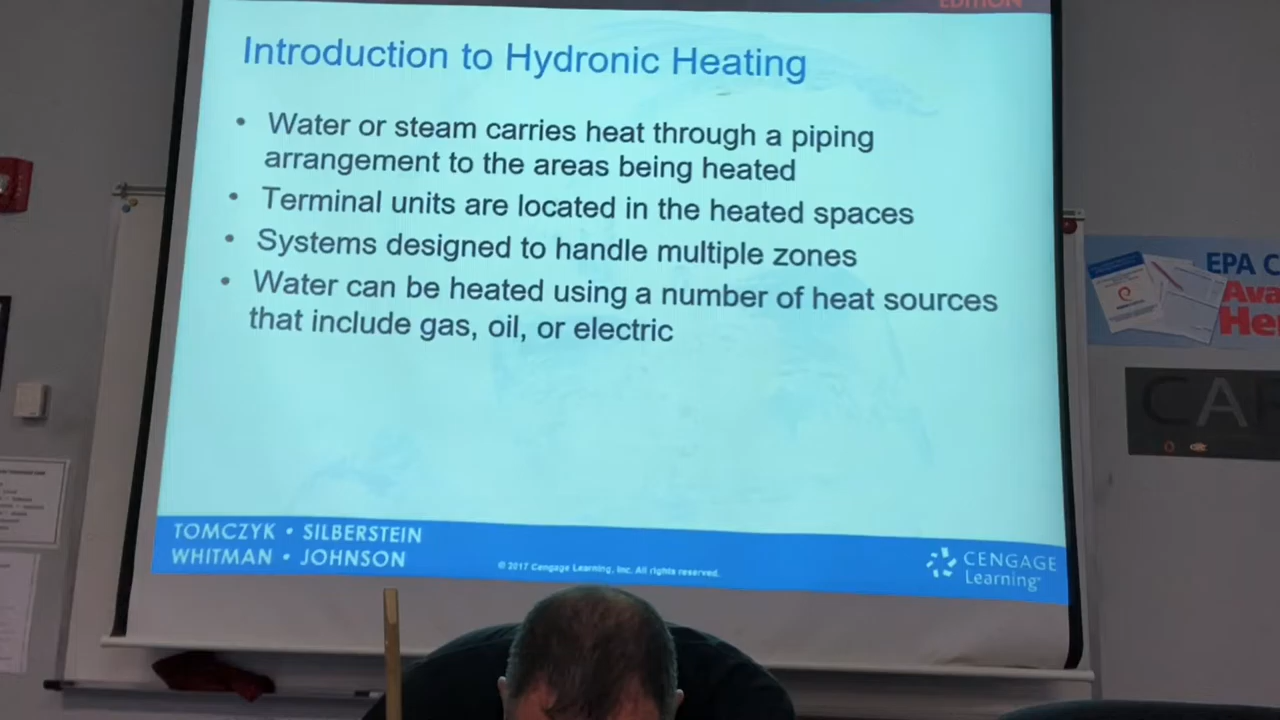 EDITION
Introduction to Hydronic Heating
• Water or steam carries heat through a piping
arrangement to the areas being heated
• Terminal units are located in the heated spaces
• Systems designed to handle multiple zones
• Water can be heated using a number of heat sources
that include gas, oil, or electric
TOMCZYK • SILBERSTEIN
WHITMAN • JOHNSON
© 2017 Cengage Learning, Inc. All rights reserved.
CENGAGE
Learning™
EPA C
Ava
He
CAR